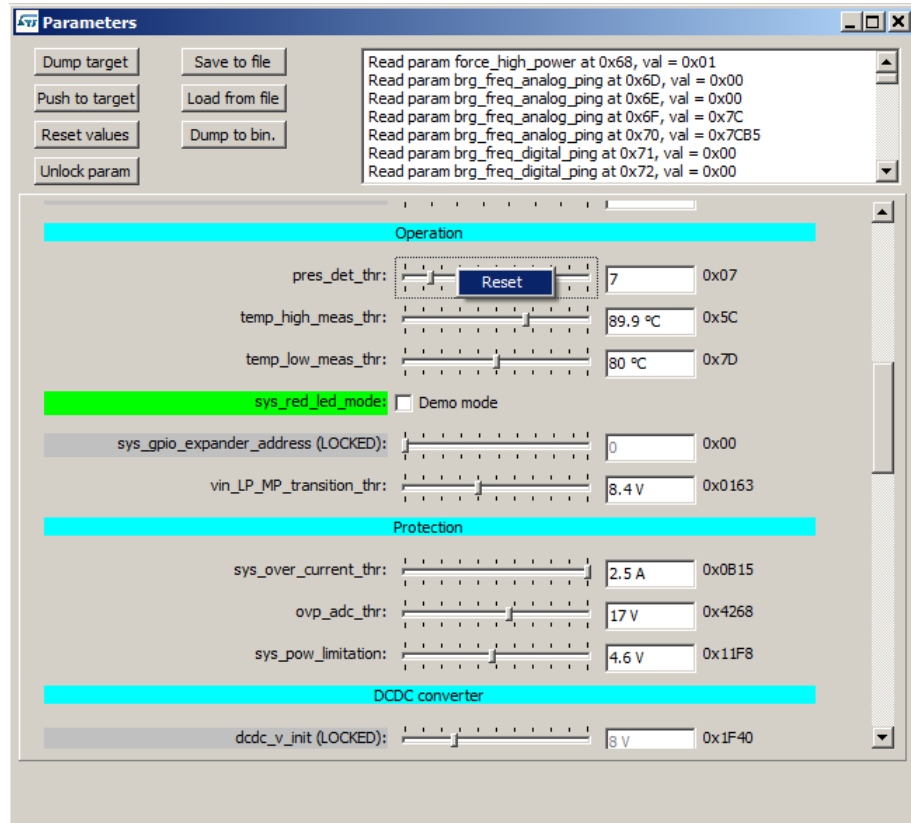 Parameters
Dump target
Save to file
Push to target
Load from file
Reset values
Dump to bin.
Unlock param
Read param force_high_power at 0x68, val = 0x01
Read param brg_freq_analog_ping at 0x6D, val = 0x00
Read param brg_freq_analog_ping at 0x6E, val = 0x00
Read param brg_freq_analog_ping at 0x6F, val = 0x7C
Read param brg_freq_analog_ping at 0x70, val = 0x7CB5
Read param brg_freq_digital_ping at 0x71, val = 0x00
Read param brg_freq_digital_ping at 0x72, val = 0x00
Operation
pres_det_thr: Reset 7 0x07
temp_high_meas_thr: 89.9 °C 0x5C
temp_low_meas_thr: 80 °C 0x7D
sys_red_led_mode: Demo mode
sys_gpio_expander_address (LOCKED): 0 0x00
vin_LP_MP_transition_thr: 8.4 V 0x0163
Protection
sys_over_current_thr: 2.5 A 0x0B15
ovp_adc_thr: 17 V 0x4268
sys_pow_limitation: 4.6 V 0x11F8
DCDC converter
dcdc_v_init (LOCKED): 8 V 0x1F40